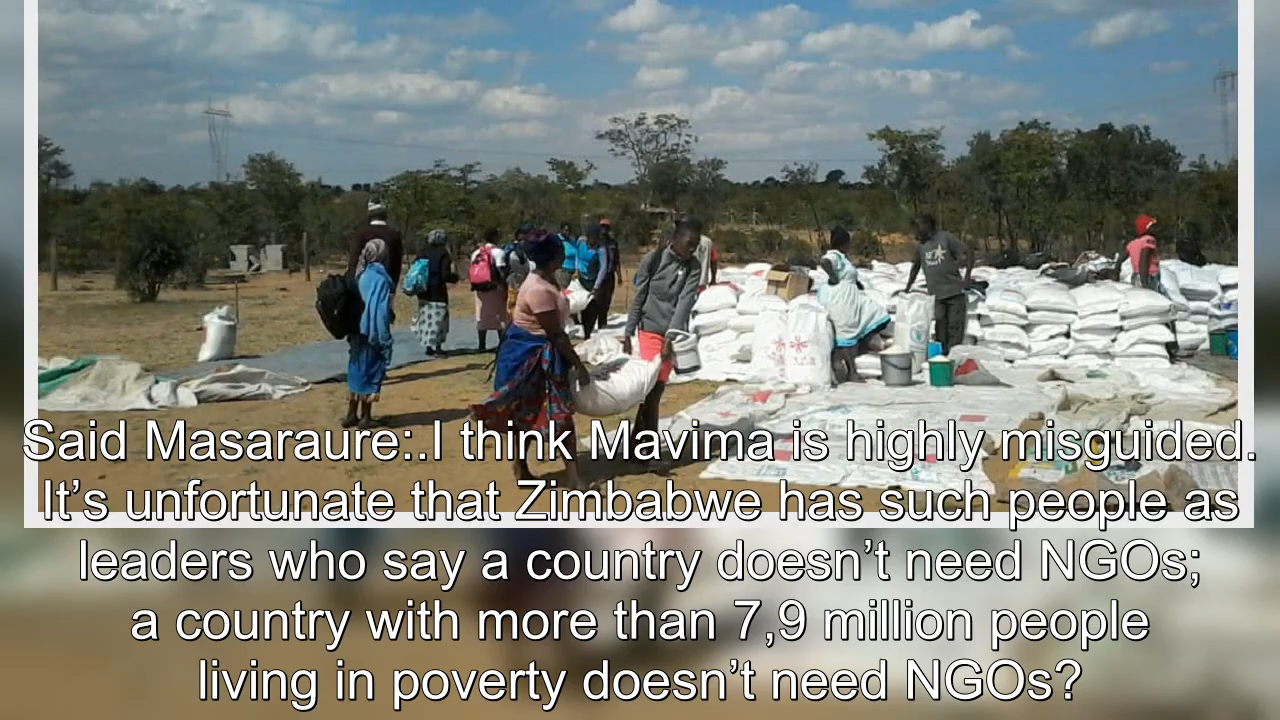 Said Masaraure:.I think Mavima is highly misguided.
It’s unfortunate that Zimbabwe has such people as
leaders who say a country doesn’t need NGOs;
a country with more than 7,9 million people
living in poverty doesn’t need NGOs?